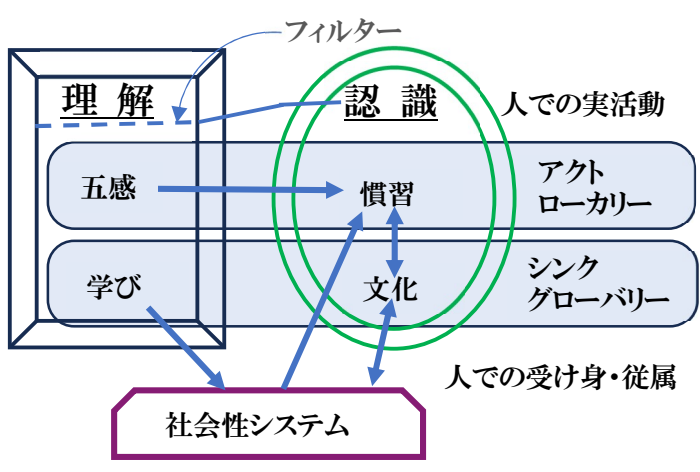 フィルター
理 解
認 識
人での実活動
五感
慣習
アクト
ローカリー
学び
文化
シンク
グローバリー
人での受け身・従属
社会性システム